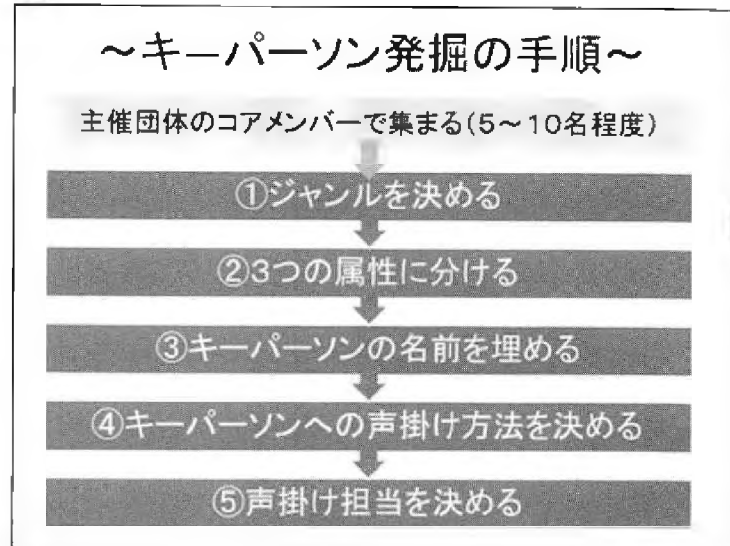 ～キーパーソン発掘の手順～
主催団体のコアメンバーで集まる(5～10名程度)
①ジャンルを決める
②3つの属性に分ける
③キーパーソンの名前を埋める
④キーパーソンへの声掛け方法を決める
⑤声掛け担当を決める